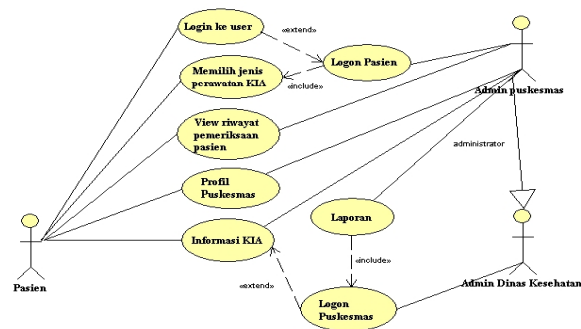 Login ke user
«extend»
Logon Pasien
Memilih jenis
perawatan KIA
«include»
Admin puskesmas
View riwayat
pemeriksaan
pasien
administrator
Profil
Puskesmas
Laporan
Informasi KIA
«include»
«extend»
Logon
Puskesmas
Pasien
Admin Dinas Kesehatan